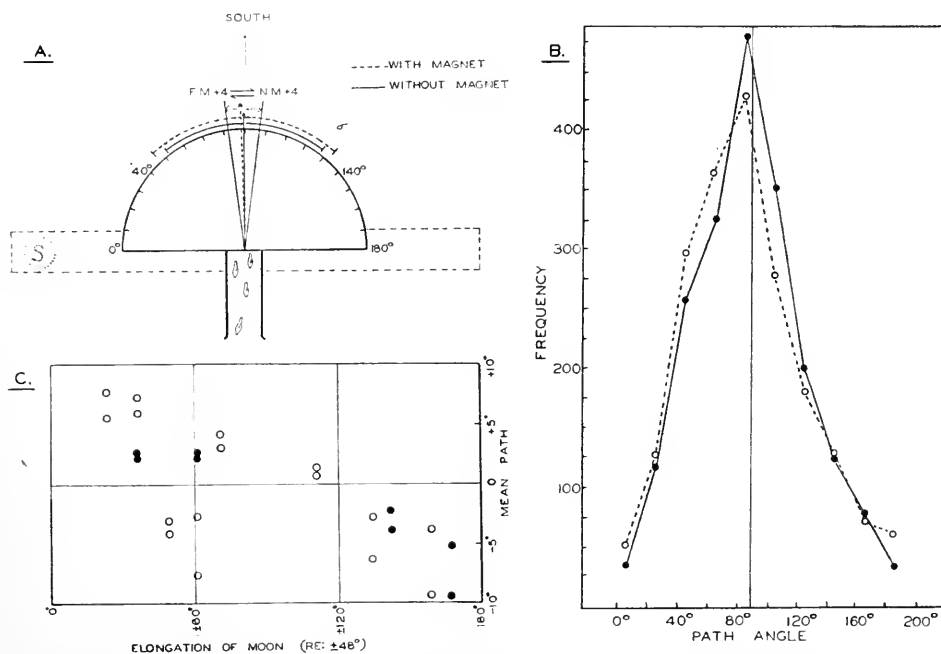 A.
SOUTH
---- WITH MAGNET
—— WITHOUT MAGNET
F M +4 ⇌ N M +4
σ
40°
140°
0°
180°
S
B.
FREQUENCY
400
300
200
100
0° 40° 80° 120° 160° 200°
PATH ANGLE
C.
+10°
+5°
0
-5°
-10°
MEAN PATH
0° ±60° ±120° 180°
ELONGATION OF MOON (RE: ±48°)